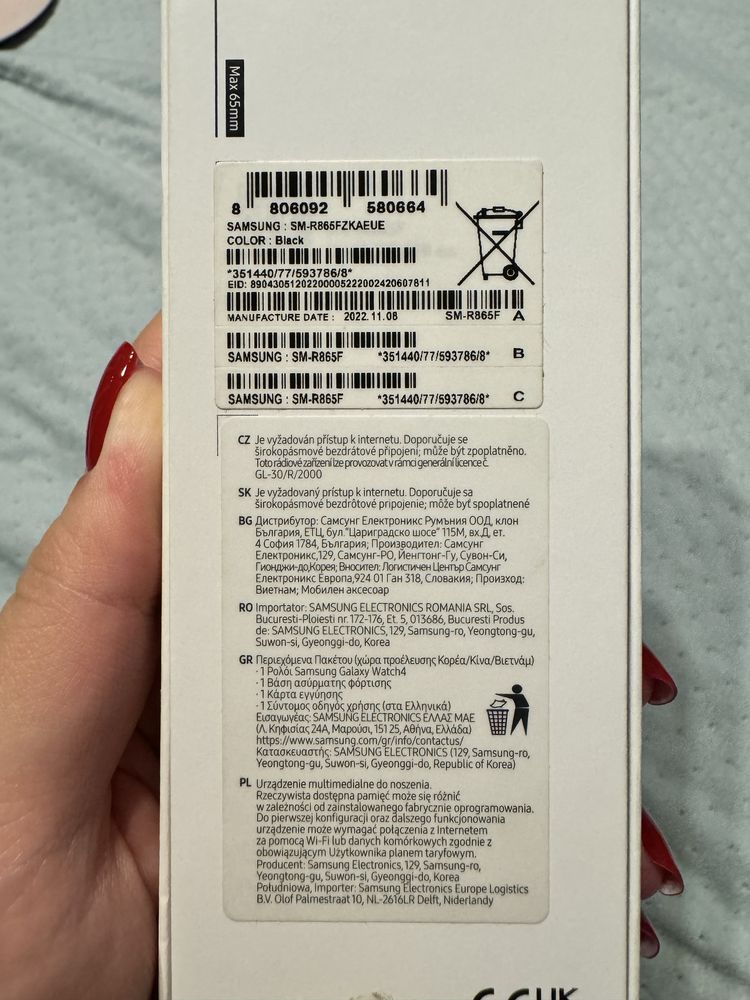 Max 65mm
8 806092 580664
SAMSUNG : SM-R865FZKAEUE
COLOR : Black
*351440/77/593786/8*
EID: 89043051202200005222002420607811
MANUFACTURE DATE : 2022.11.08 SM-R865F A
SAMSUNG : SM-R865F *351440/77/593786/8* B
SAMSUNG : SM-R865F *351440/77/593786/8* C
CZ Je vyžadován přístup k internetu. Doporučuje se
širokopásmové bezdrátové připojení; může být zpoplatněno.
Toto rádiové zařízení lze provozovat v rámci generální licence č.
GL-30/R/2000
SK Je vyžadovaný prístup k internetu. Doporučuje sa
širokopásmové bezdrôtové pripojenie; môže byť spoplatnené
BG Дистрибутор: Самсунг Електроникс Румъния ООД, клон
България, ЕТЦ, бул."Цариградско шосе" 115М, вх.Д, ет.
4 София 1784, България; Производител: Самсунг
Електроникс,129, Самсунг-РО, Йенгтонг-Гу, Сувон-Си,
Гионджи-до,Корея; Вносител: Логистичен Център Самсунг
Електроникс Европа,924 01 Ган 318, Словакия; Произход:
Виетнам; Мобилен аксесоар
RO Importator: SAMSUNG ELECTRONICS ROMANIA SRL, Sos.
Bucuresti-Ploiesti nr. 172-176, Et. 5, 013686, Bucuresti Produs
de: SAMSUNG ELECTRONICS, 129, Samsung-ro, Yeongtong-gu,
Suwon-si, Gyeonggi-do, Korea
GR Περιεχόμενα Πακέτου (χώρα προέλευσης Κορέα/Κίνα/Βιετνάμ)
· 1 Ρολόι Samsung Galaxy Watch4
· 1 Βάση ασύρματης φόρτισης
· 1 Κάρτα εγγύησης
· 1 Σύντομος οδηγός χρήσης (στα Ελληνικά)
Εισαγωγέας: SAMSUNG ELECTRONICS ΕΛΛΑΣ ΜΑΕ
(Λ. Κηφισίας 24Α, Μαρούσι, 151 25, Αθήνα, Ελλάδα)
https://www.samsung.com/gr/info/contactus/
Κατασκευαστής: SAMSUNG ELECTRONICS (129, Samsung-ro,
Yeongtong-gu, Suwon-si, Gyeonggi-do, Republic of Korea)
PL Urządzenie multimedialne do noszenia.
Rzeczywista dostępna pamięć może się różnić
w zależności od zainstalowanego fabrycznie oprogramowania.
Do pierwszej konfiguracji oraz dalszego funkcjonowania
urządzenie może wymagać połączenia z Internetem
za pomocą Wi-Fi lub danych komórkowych zgodnie z
obowiązującym Użytkownika planem taryfowym.
Producent: Samsung Electronics, 129, Samsung-ro,
Yeongtong-gu, Suwon-si, Gyeonggi-do, Korea
Południowa, Importer: Samsung Electronics Europe Logistics
B.V. Olof Palmestraat 10, NL-2616LR Delft, Niderlandy